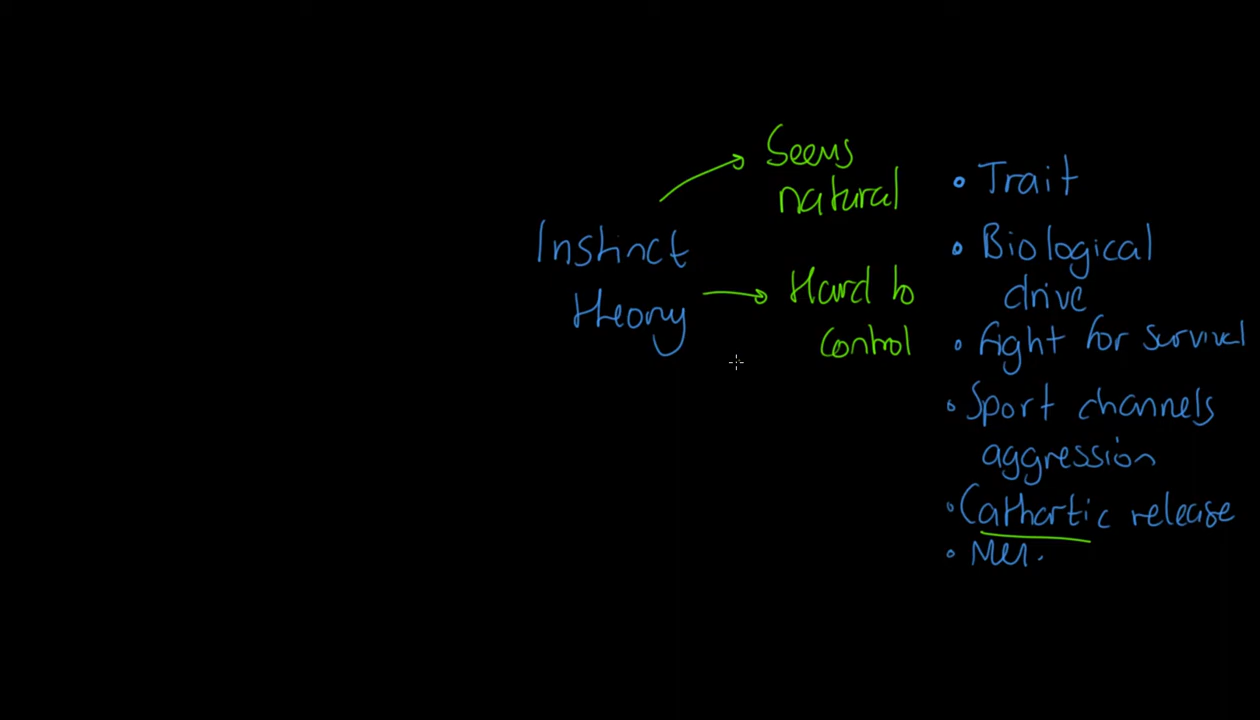 Seems
natural
Instinct
theory
Hard to
control
• Trait
• Biological
drive
• fight for survival
• Sport channels
aggression
• Cathartic release
•